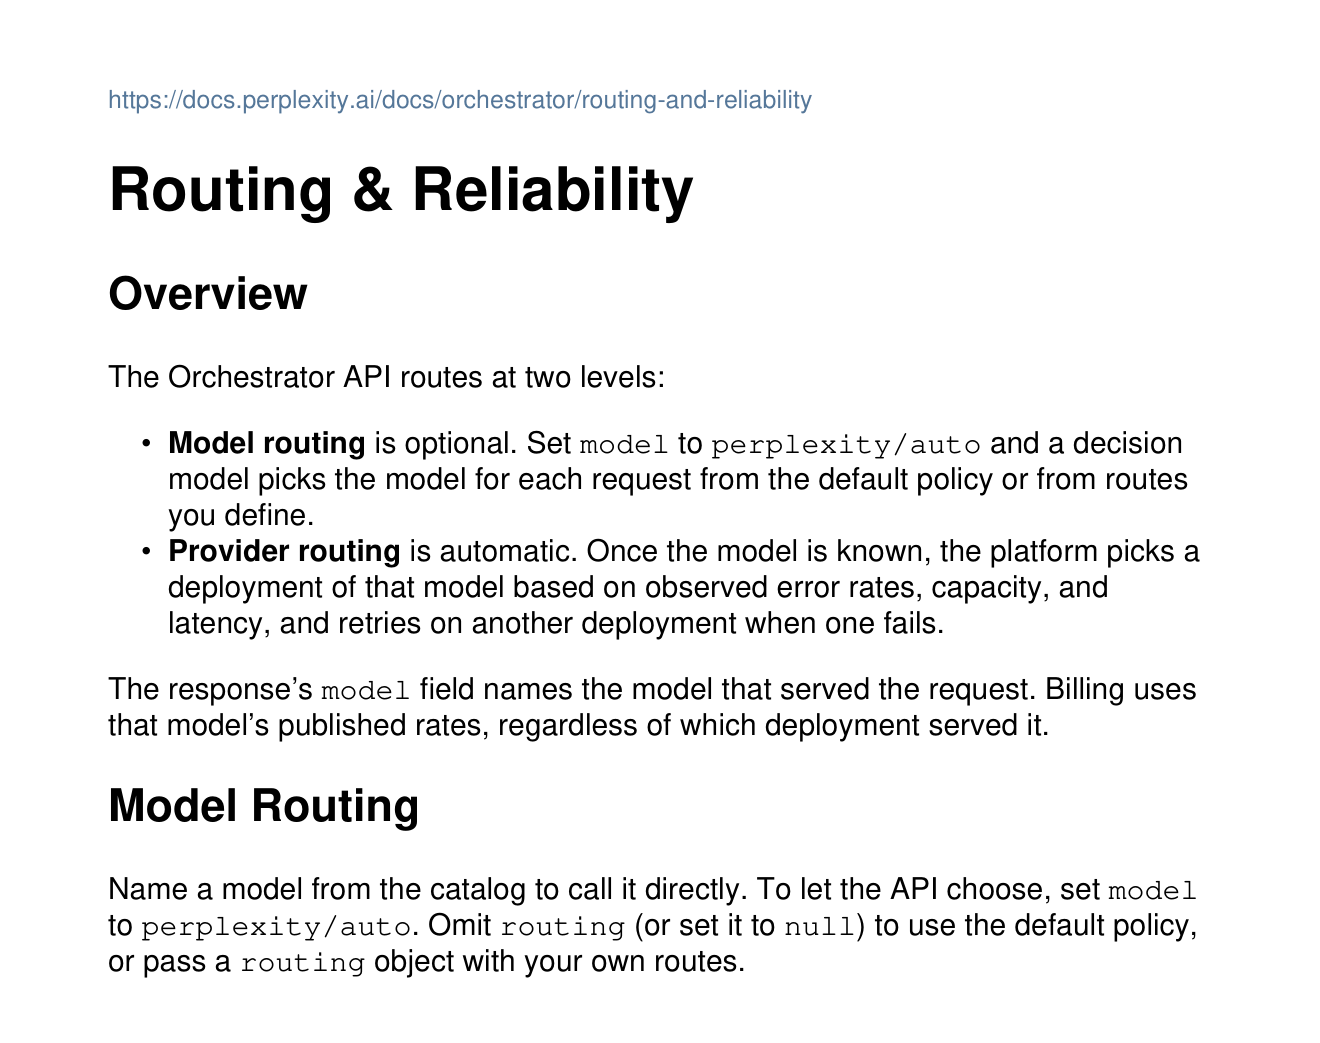 https://docs.perplexity.ai/docs/orchestrator/routing-and-reliability
Routing & Reliability
Overview
The Orchestrator API routes at two levels:
• Model routing is optional. Set model to perplexity/auto and a decision
model picks the model for each request from the default policy or from routes
you define.
• Provider routing is automatic. Once the model is known, the platform picks a
deployment of that model based on observed error rates, capacity, and
latency, and retries on another deployment when one fails.
The response’s model field names the model that served the request. Billing uses
that model’s published rates, regardless of which deployment served it.
Model Routing
Name a model from the catalog to call it directly. To let the API choose, set model
to perplexity/auto. Omit routing (or set it to null) to use the default policy,
or pass a routing object with your own routes.